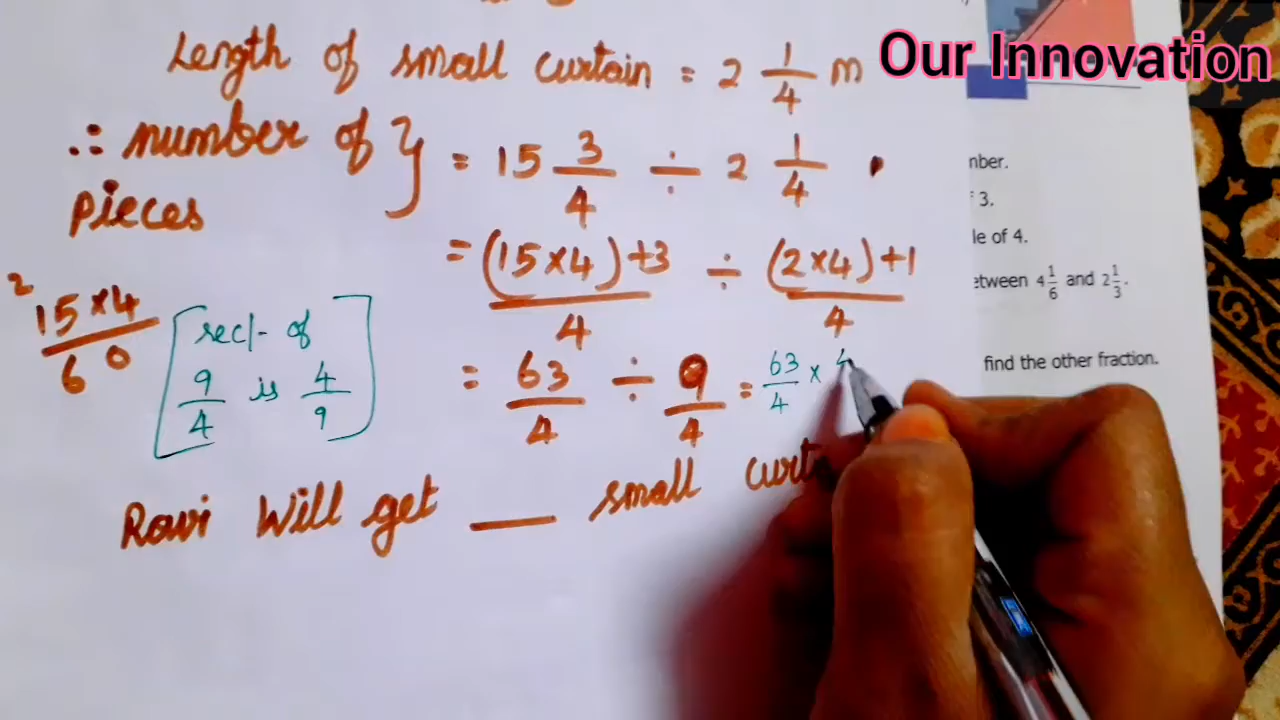 Our Innovation
Length of small curtain = 2 1/4 m
∴ number of pieces } = 15 3/4 ÷ 2 1/4
= (15×4)+3/4 ÷ (2×4)+1/4
2
15×4
60
[recl- of
9/4 is 4/9]
= 63/4 ÷ 9/4 = 63/4 × 4
Ravi Will get ___ small
nber.
3.
le of 4.
etween 4 1/6 and 2 1/3.
find the other fraction.